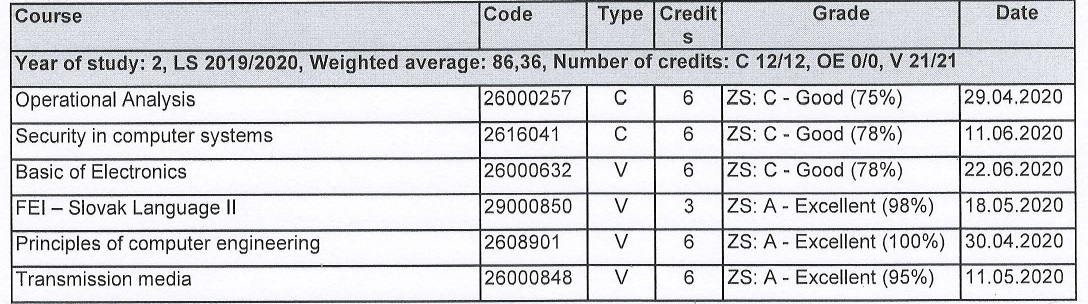 Course Code Type Credit Grade Date
s
Year of study: 2, LS 2019/2020, Weighted average: 86,36, Number of credits: C 12/12, OE 0/0, V 21/21
Operational Analysis 26000257 C 6 ZS: C - Good (75%) 29.04.2020
Security in computer systems 2616041 C 6 ZS: C - Good (78%) 11.06.2020
Basic of Electronics 26000632 V 6 ZS: C - Good (78%) 22.06.2020
FEI – Slovak Language II 29000850 V 3 ZS: A - Excellent (98%) 18.05.2020
Principles of computer engineering 2608901 V 6 ZS: A - Excellent (100%) 30.04.2020
Transmission media 26000848 V 6 ZS: A - Excellent (95%) 11.05.2020